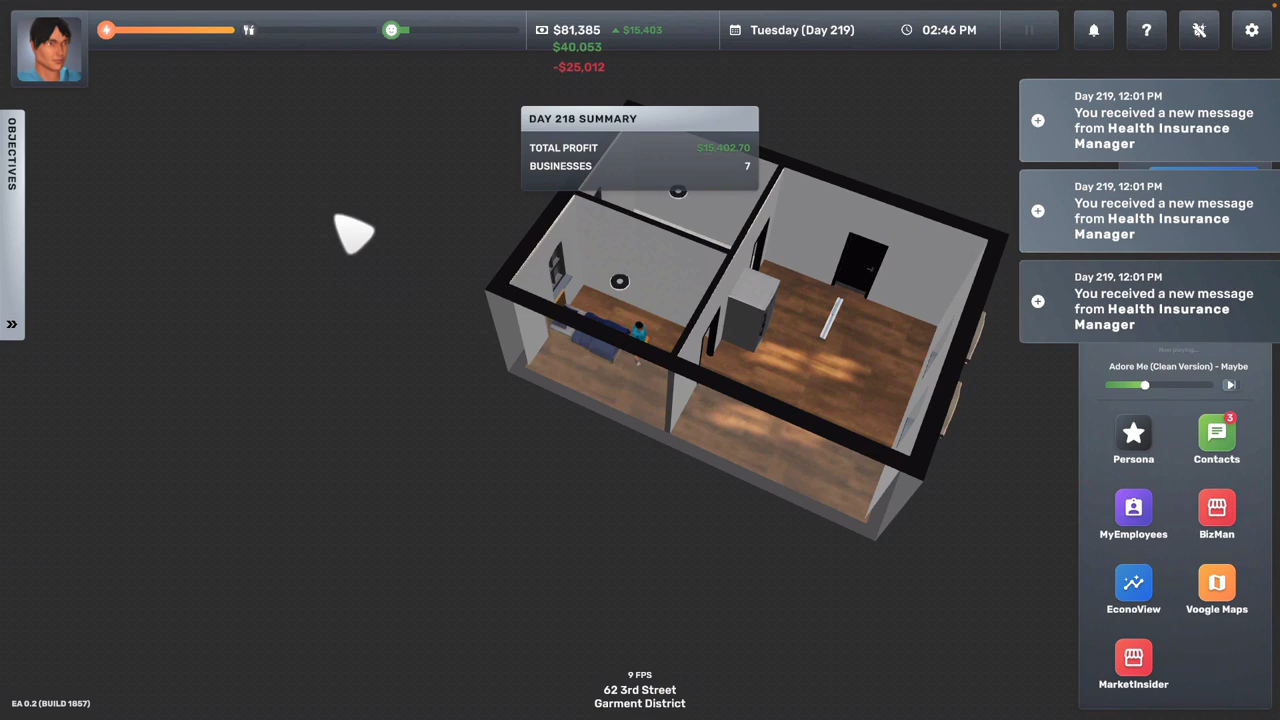 $81,385
$15,403
$40,053
-$25,012
Tuesday (Day 219)
02:46 PM
?
OBJECTIVES
DAY 218 SUMMARY
TOTAL PROFIT
$15,402.70
BUSINESSES
7
Day 219, 12:01 PM
You received a new message
from Health Insurance
Manager
Day 219, 12:01 PM
You received a new message
from Health Insurance
Manager
Day 219, 12:01 PM
You received a new message
from Health Insurance
Manager
Now playing...
Adore Me (Clean Version) - Maybe
3
Persona
Contacts
MyEmployees
BizMan
EconoView
Voogle Maps
MarketInsider
9 FPS
62 3rd Street
Garment District
EA 0.2 (BUILD 1857)